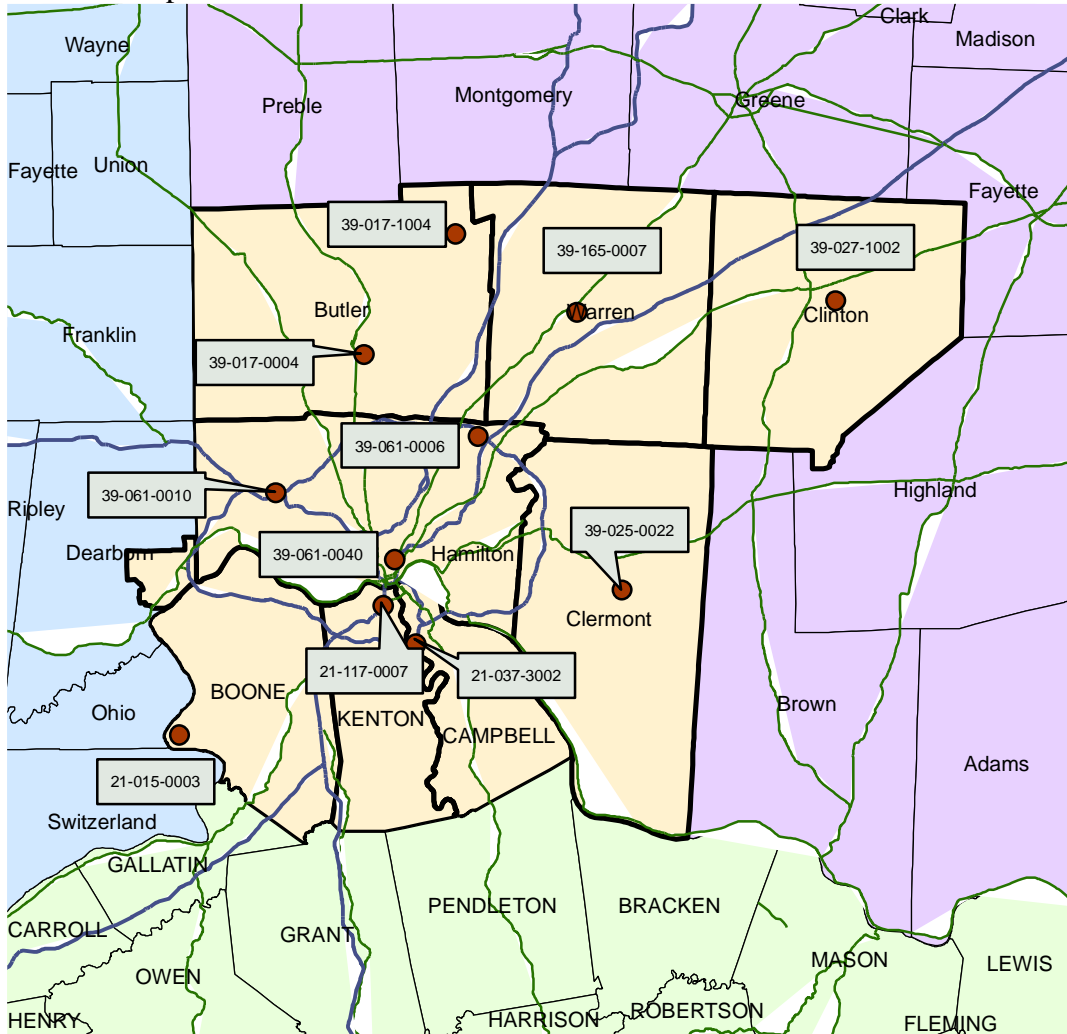 Clark
Wayne
Madison
Preble
Montgomery
Greene
Fayette
Union
Fayette
39-017-1004
39-165-0007
39-027-1002
Butler
Warren
Clinton
Franklin
39-017-0004
39-061-0006
39-061-0010
Ripley
Highland
39-025-0022
Dearborn
39-061-0040
Hamilton
Clermont
21-117-0007
21-037-3002
BOONE
Ohio
KENTON
Brown
CAMPBELL
Adams
21-015-0003
Switzerland
GALLATIN
PENDLETON
BRACKEN
CARROLL
GRANT
OWEN
MASON
LEWIS
ROBERTSON
HENRY
HARRISON
FLEMING